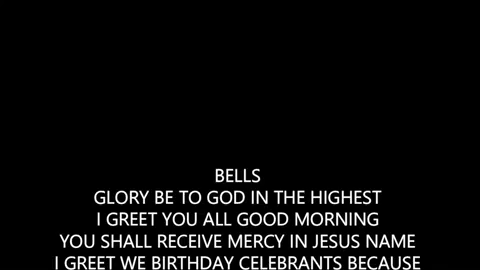 BELLS
GLORY BE TO GOD IN THE HIGHEST
I GREET YOU ALL GOOD MORNING
YOU SHALL RECEIVE MERCY IN JESUS NAME
I GREET WE BIRTHDAY CELEBRANTS BECAUSE